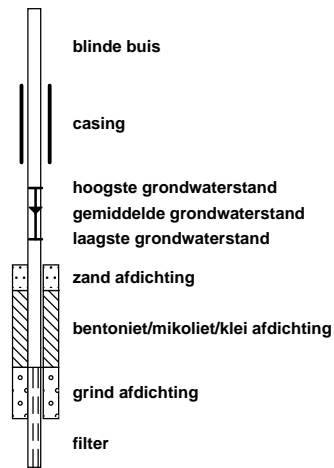 blinde buis
casing
hoogste grondwaterstand
gemiddelde grondwaterstand
laagste grondwaterstand
zand afdichting
bentoniet/mikoliet/klei afdichting
grind afdichting
filter